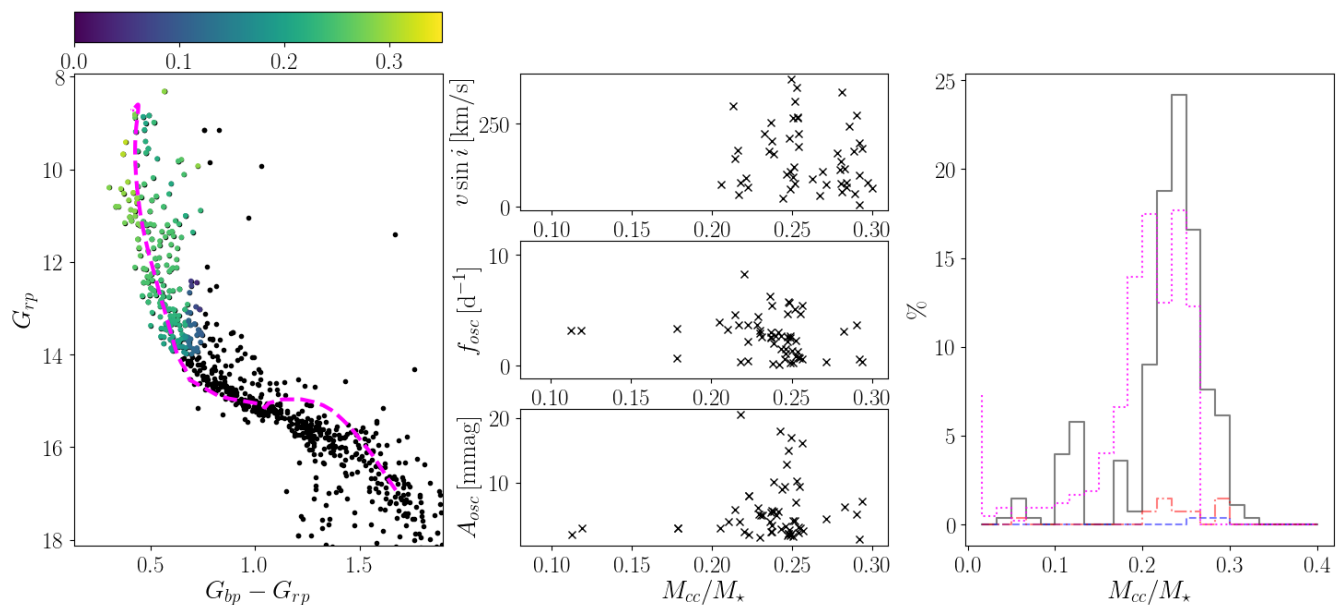 0.0 0.1 0.2 0.3
8
10
12
14
16
18
G_{rp}
0.5 1.0 1.5
G_{bp} − G_{rp}
250
0
v sin i [km/s]
0.10 0.15 0.20 0.25 0.30
10
0
f_{osc} [d^{−1}]
0.10 0.15 0.20 0.25 0.30
20
10
A_{osc} [mmag]
0.10 0.15 0.20 0.25 0.30
M_{cc}/M_⋆
25
20
15
10
5
0
%
0.0 0.1 0.2 0.3 0.4
M_{cc}/M_⋆